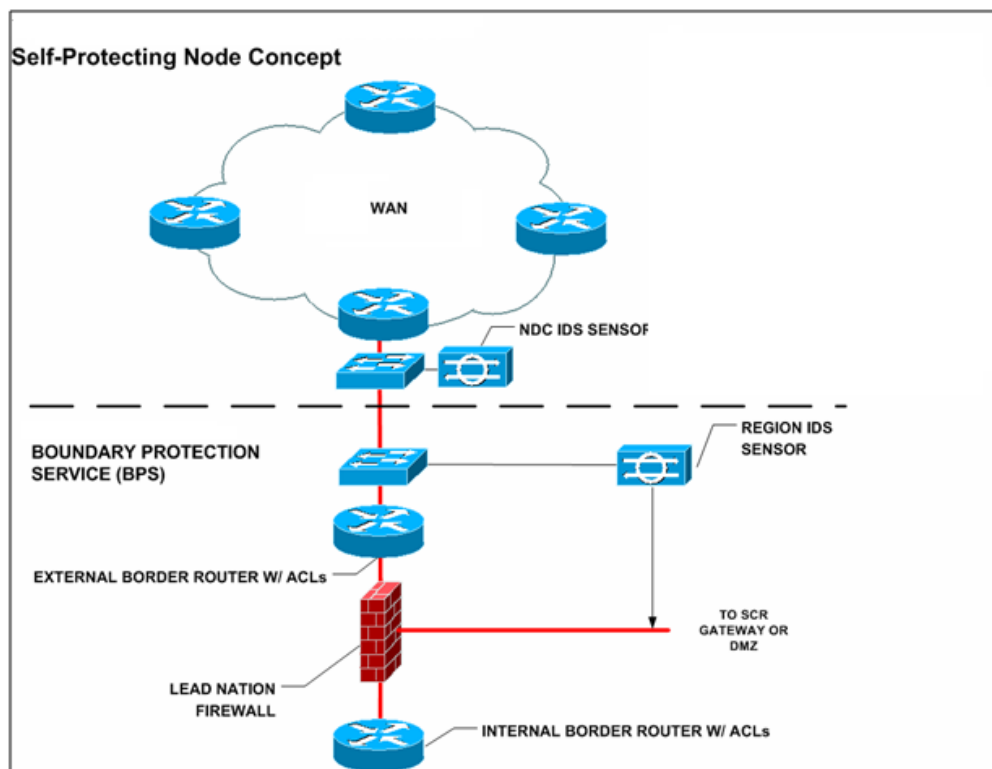 Self-Protecting Node Concept
WAN
NDC IDS SENSOR
REGION IDS
SENSOR
BOUNDARY PROTECTION
SERVICE (BPS)
EXTERNAL BORDER ROUTER W/ ACLs
TO SCR
GATEWAY OR
DMZ
LEAD NATION
FIREWALL
INTERNAL BORDER ROUTER W/ ACLs